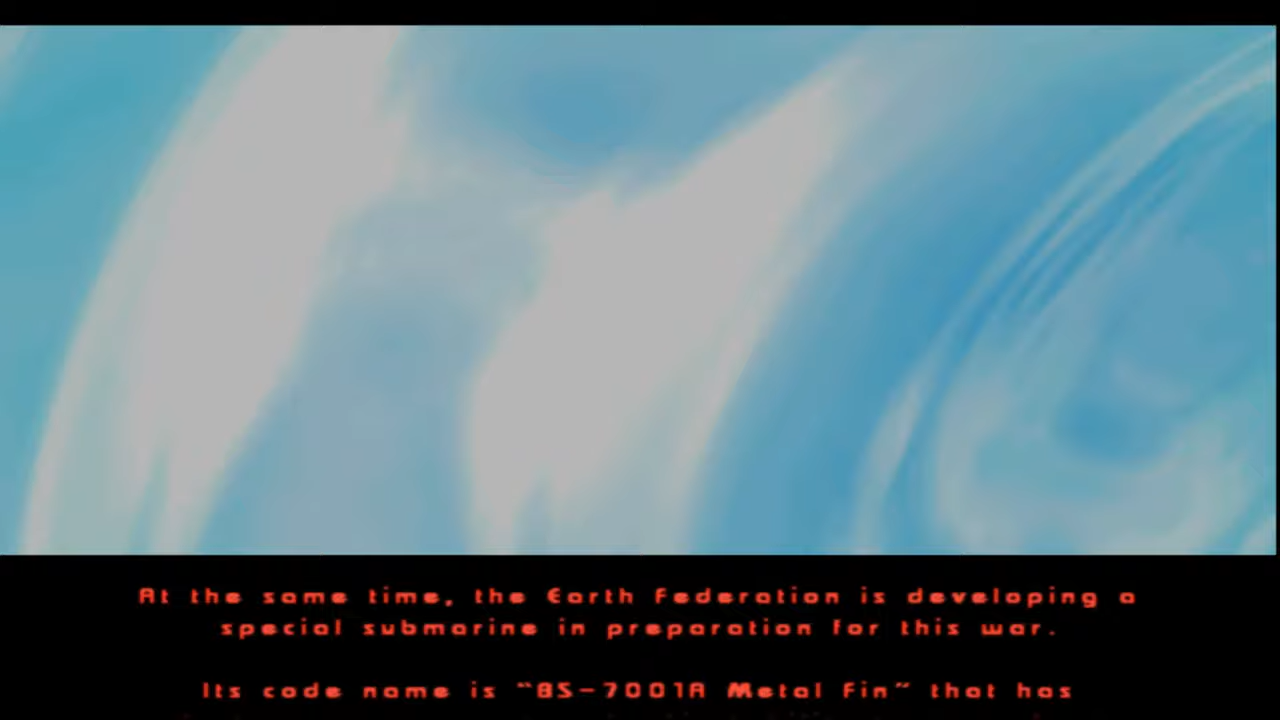 At the same time, the Earth Federation is developing a
special submarine in preparation for this war.
Its code name is "BS-7001A Metal Fin" that has